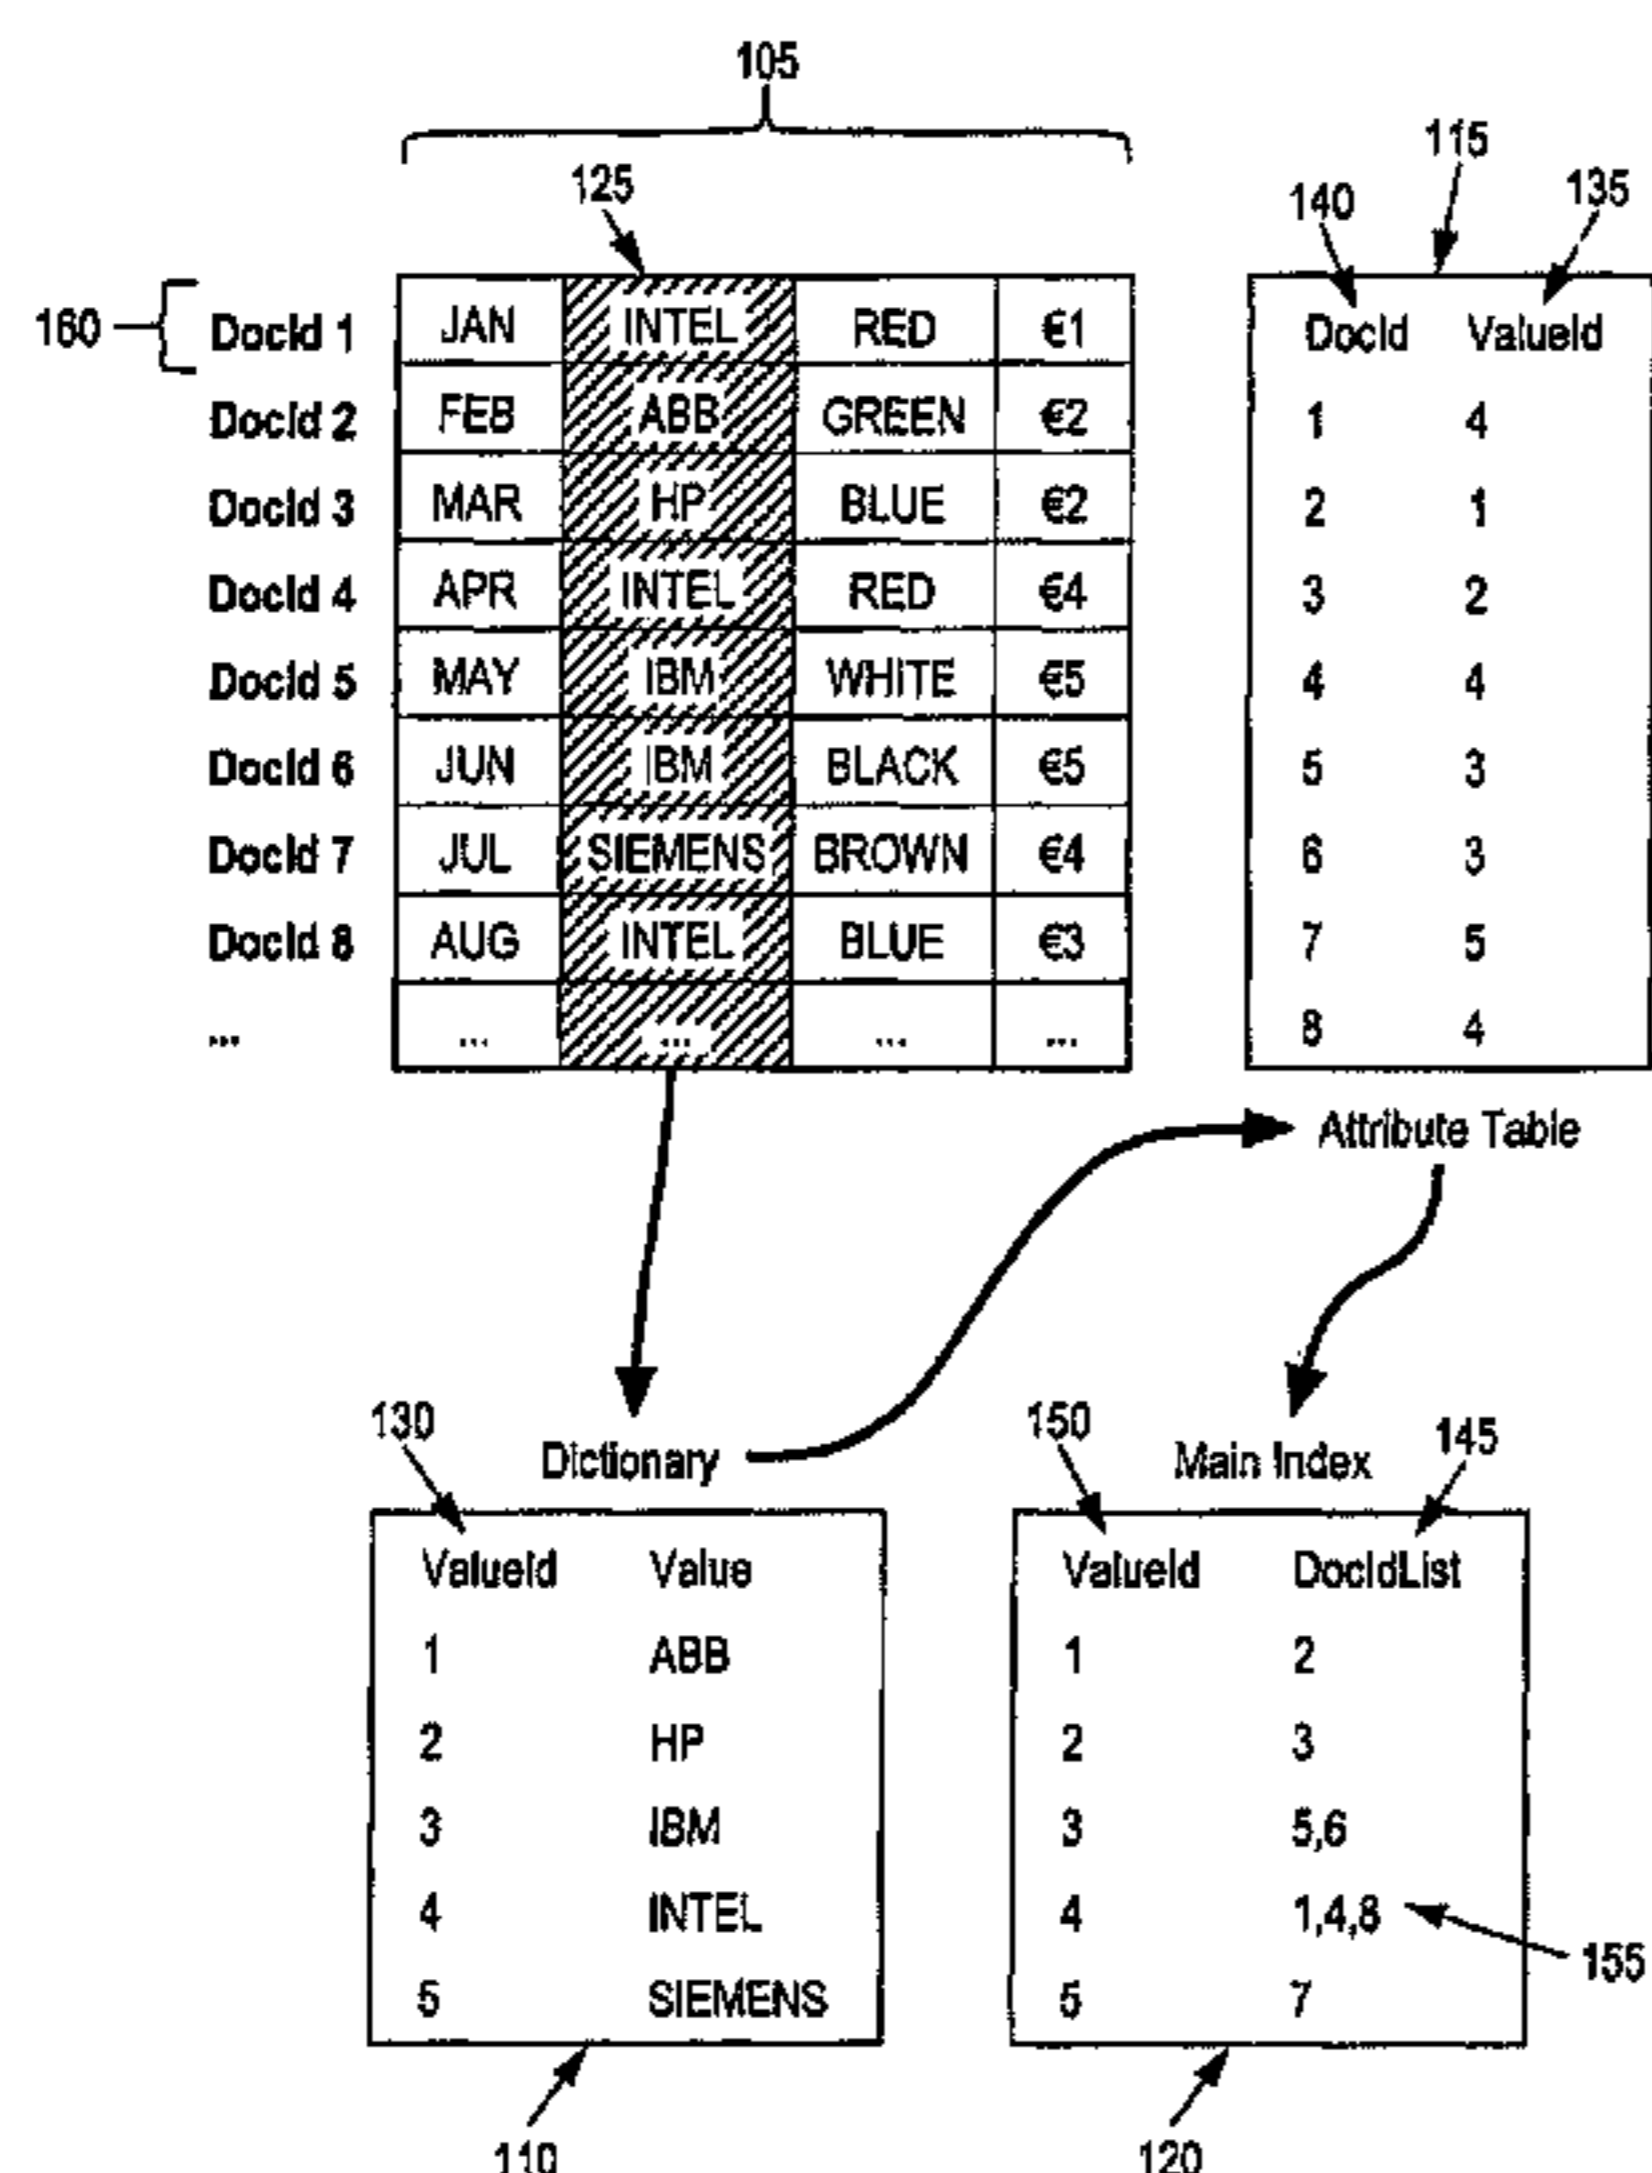 105
125
115
140 135
160
DocId 1 JAN INTEL RED €1
DocId 2 FEB ABB GREEN €2
DocId 3 MAR HP BLUE €2
DocId 4 APR INTEL RED €4
DocId 5 MAY IBM WHITE €5
DocId 6 JUN IBM BLACK €5
DocId 7 JUL SIEMENS BROWN €4
DocId 8 AUG INTEL BLUE €3
... ... ... ... ...
DocId ValueId
1 4
2 1
3 2
4 4
5 3
6 3
7 5
8 4
Attribute Table
130
Dictionary
ValueId Value
1 ABB
2 HP
3 IBM
4 INTEL
5 SIEMENS
110
150
Main Index
145
ValueId DocIdList
1 2
2 3
3 5,6
4 1,4,8
5 7
155
120